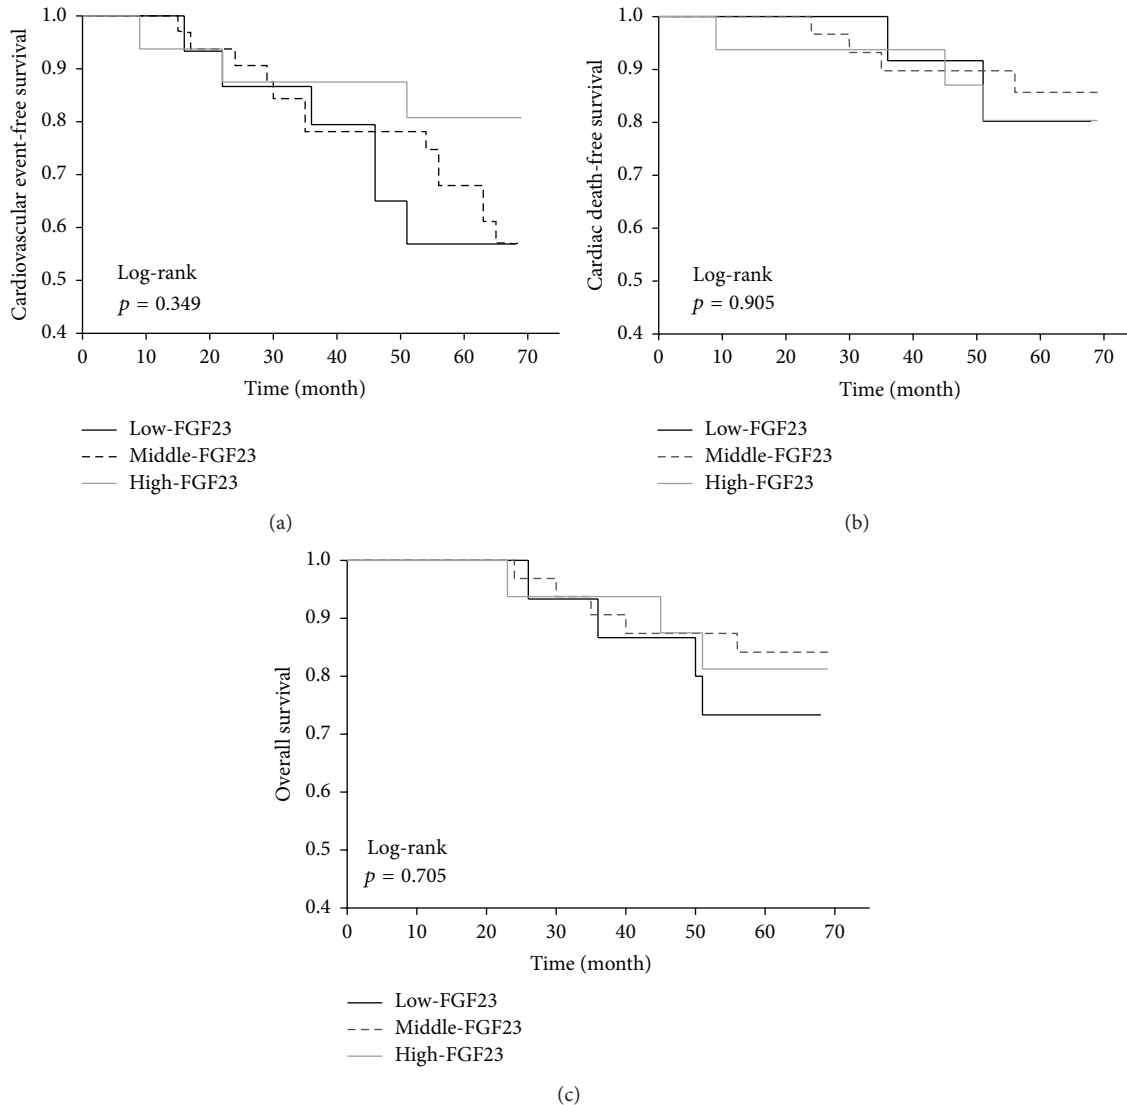 Cardiovascular event-free survival
1.0
0.9
0.8
0.7
0.6
0.5
0.4
Log-rank
p = 0.349
0 10 20 30 40 50 60 70
Time (month)
Low-FGF23
Middle-FGF23
High-FGF23
(a)
Cardiac death-free survival
1.0
0.9
0.8
0.7
0.6
0.5
0.4
Log-rank
p = 0.905
0 10 20 30 40 50 60 70
Time (month)
Low-FGF23
Middle-FGF23
High-FGF23
(b)
Overall survival
1.0
0.9
0.8
0.7
0.6
0.5
0.4
Log-rank
p = 0.705
0 10 20 30 40 50 60 70
Time (month)
Low-FGF23
Middle-FGF23
High-FGF23
(c)